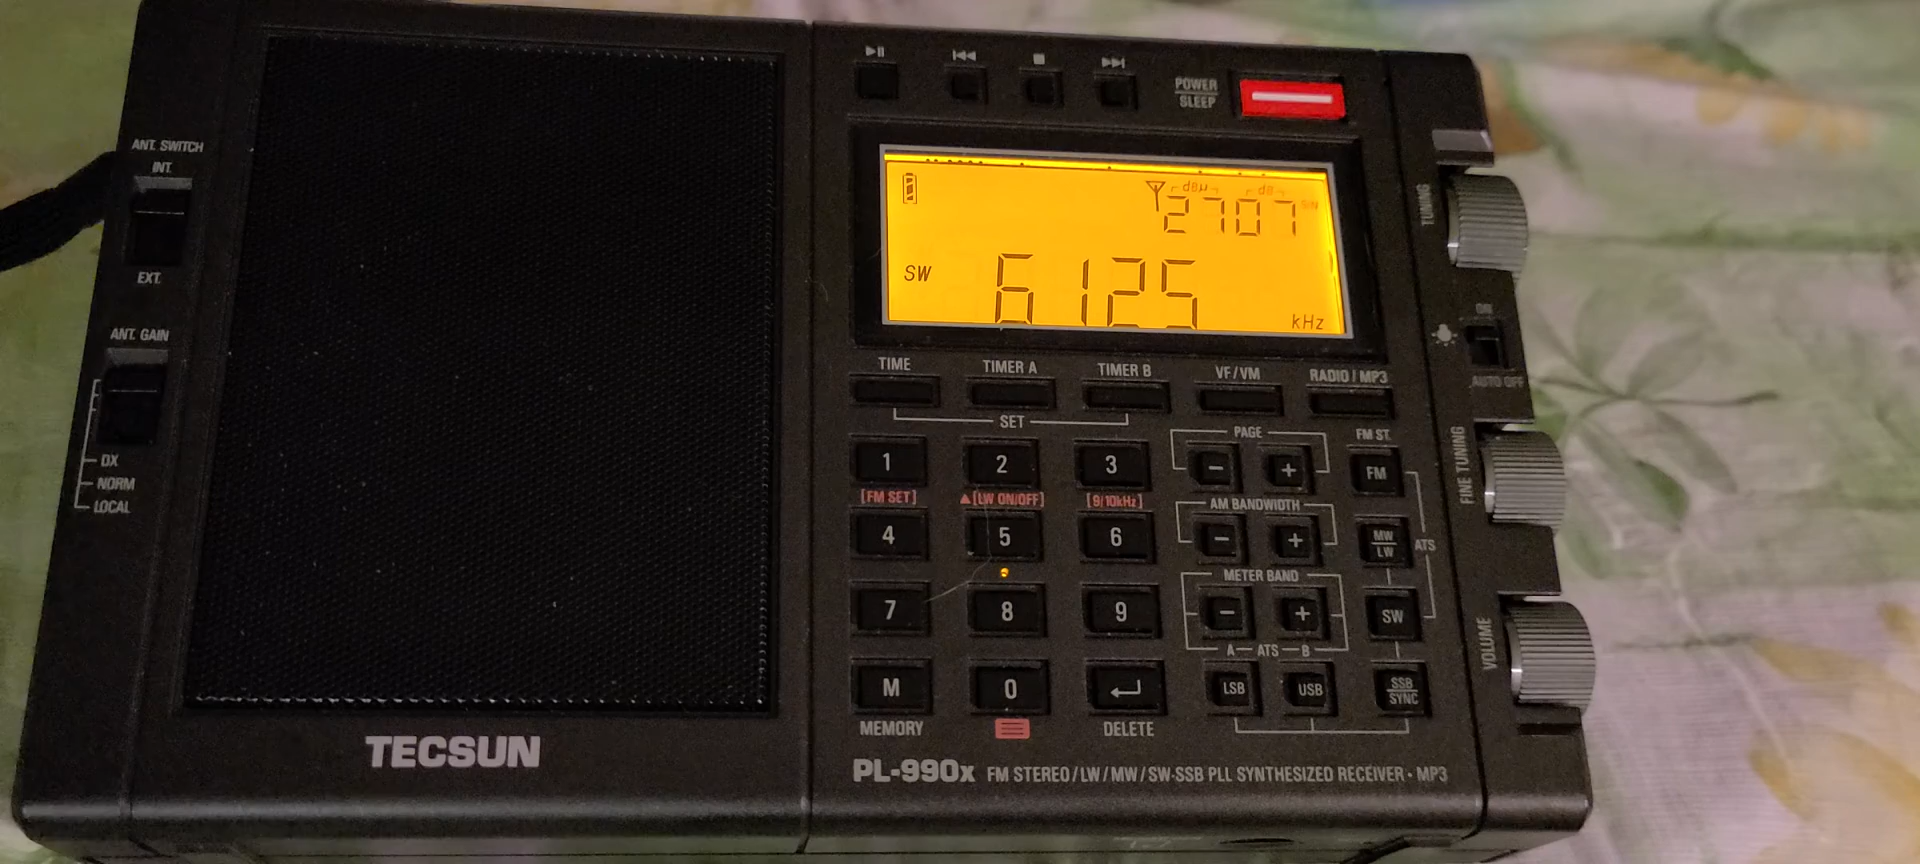 POWER
SLEEP
ANT. SWITCH
INT.
EXT.
ANT. GAIN
DX
NORM
LOCAL
dBµ dB
2707 S/N
SW 6125 kHz
TUNING
ON
AUTO OFF
FINE TUNING
VOLUME
TIME TIMER A TIMER B VF/VM RADIO / MP3
SET
PAGE FM ST.
1 2 3 - + FM
[FM SET] ▲[LW ON/OFF] [9/10kHz] AM BANDWIDTH
4 5 6 - + MW
LW
ATS
METER BAND
7 8 9 - + SW
A ATS B
M 0 LSB USB SSB
SYNC
MEMORY DELETE
TECSUN
PL-990x FM STEREO/LW/MW/SW-SSB PLL SYNTHESIZED RECEIVER • MP3